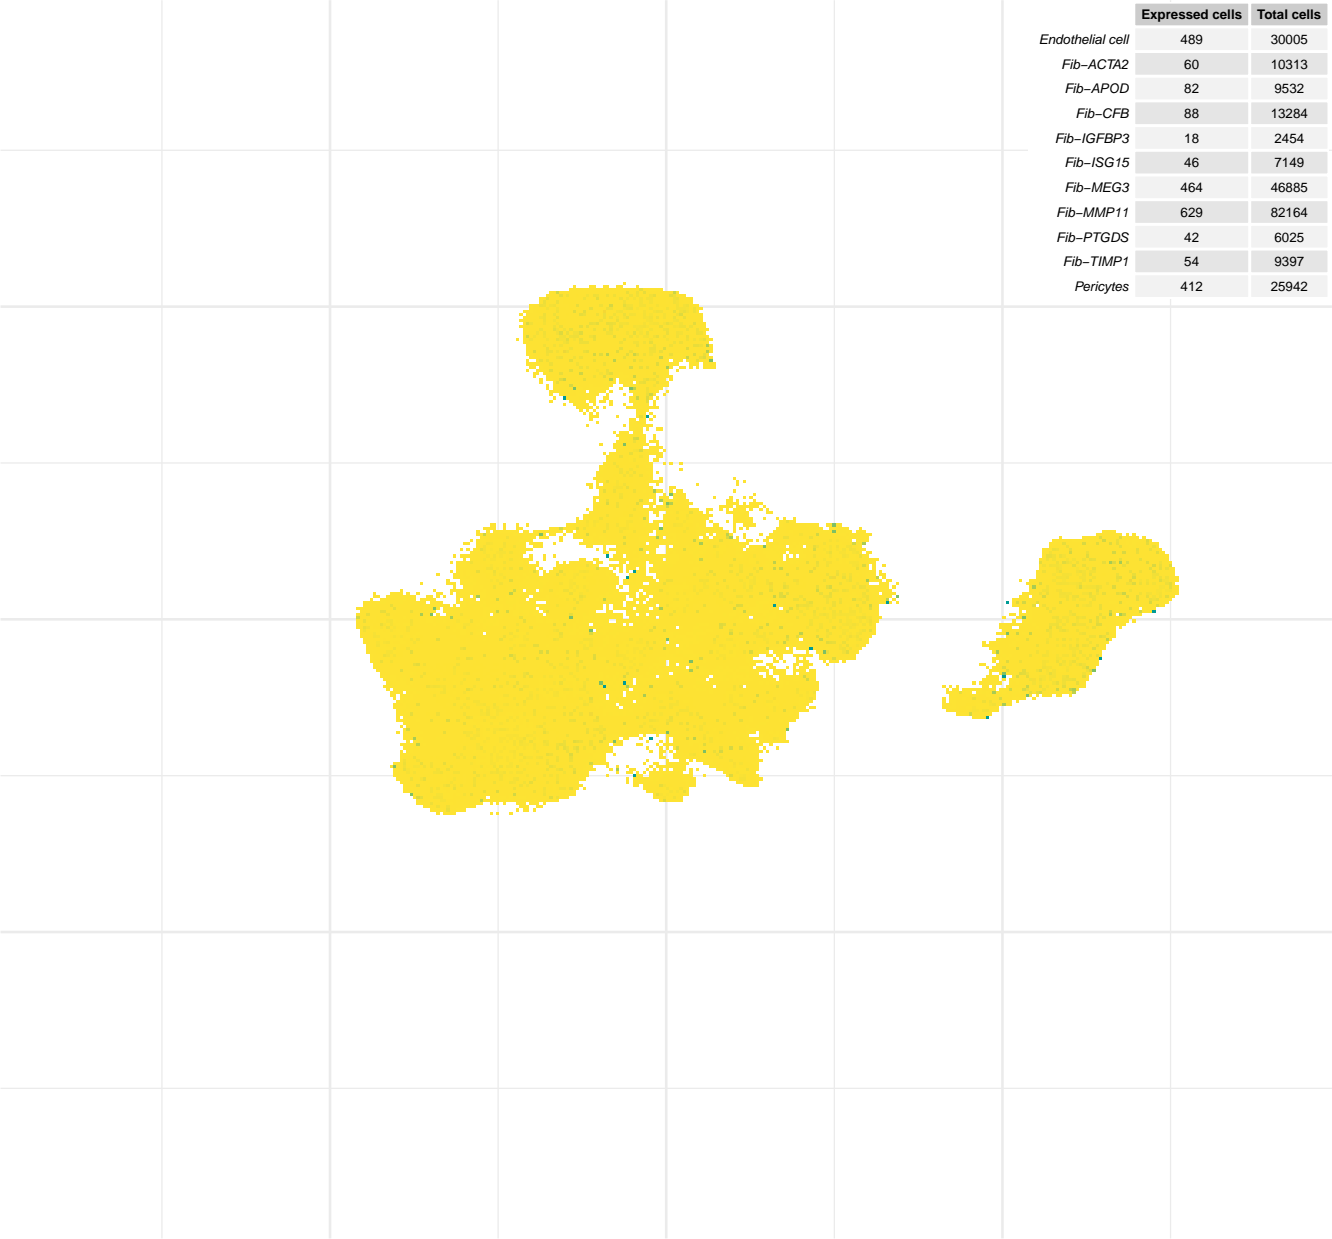 Expressed cells Total cells
Endothelial cell 489 30005
Fib−ACTA2 60 10313
Fib−APOD 82 9532
Fib−CFB 88 13284
Fib−IGFBP3 18 2454
Fib−ISG15 46 7149
Fib−MEG3 464 46885
Fib−MMP11 629 82164
Fib−PTGDS 42 6025
Fib−TIMP1 54 9397
Pericytes 412 25942